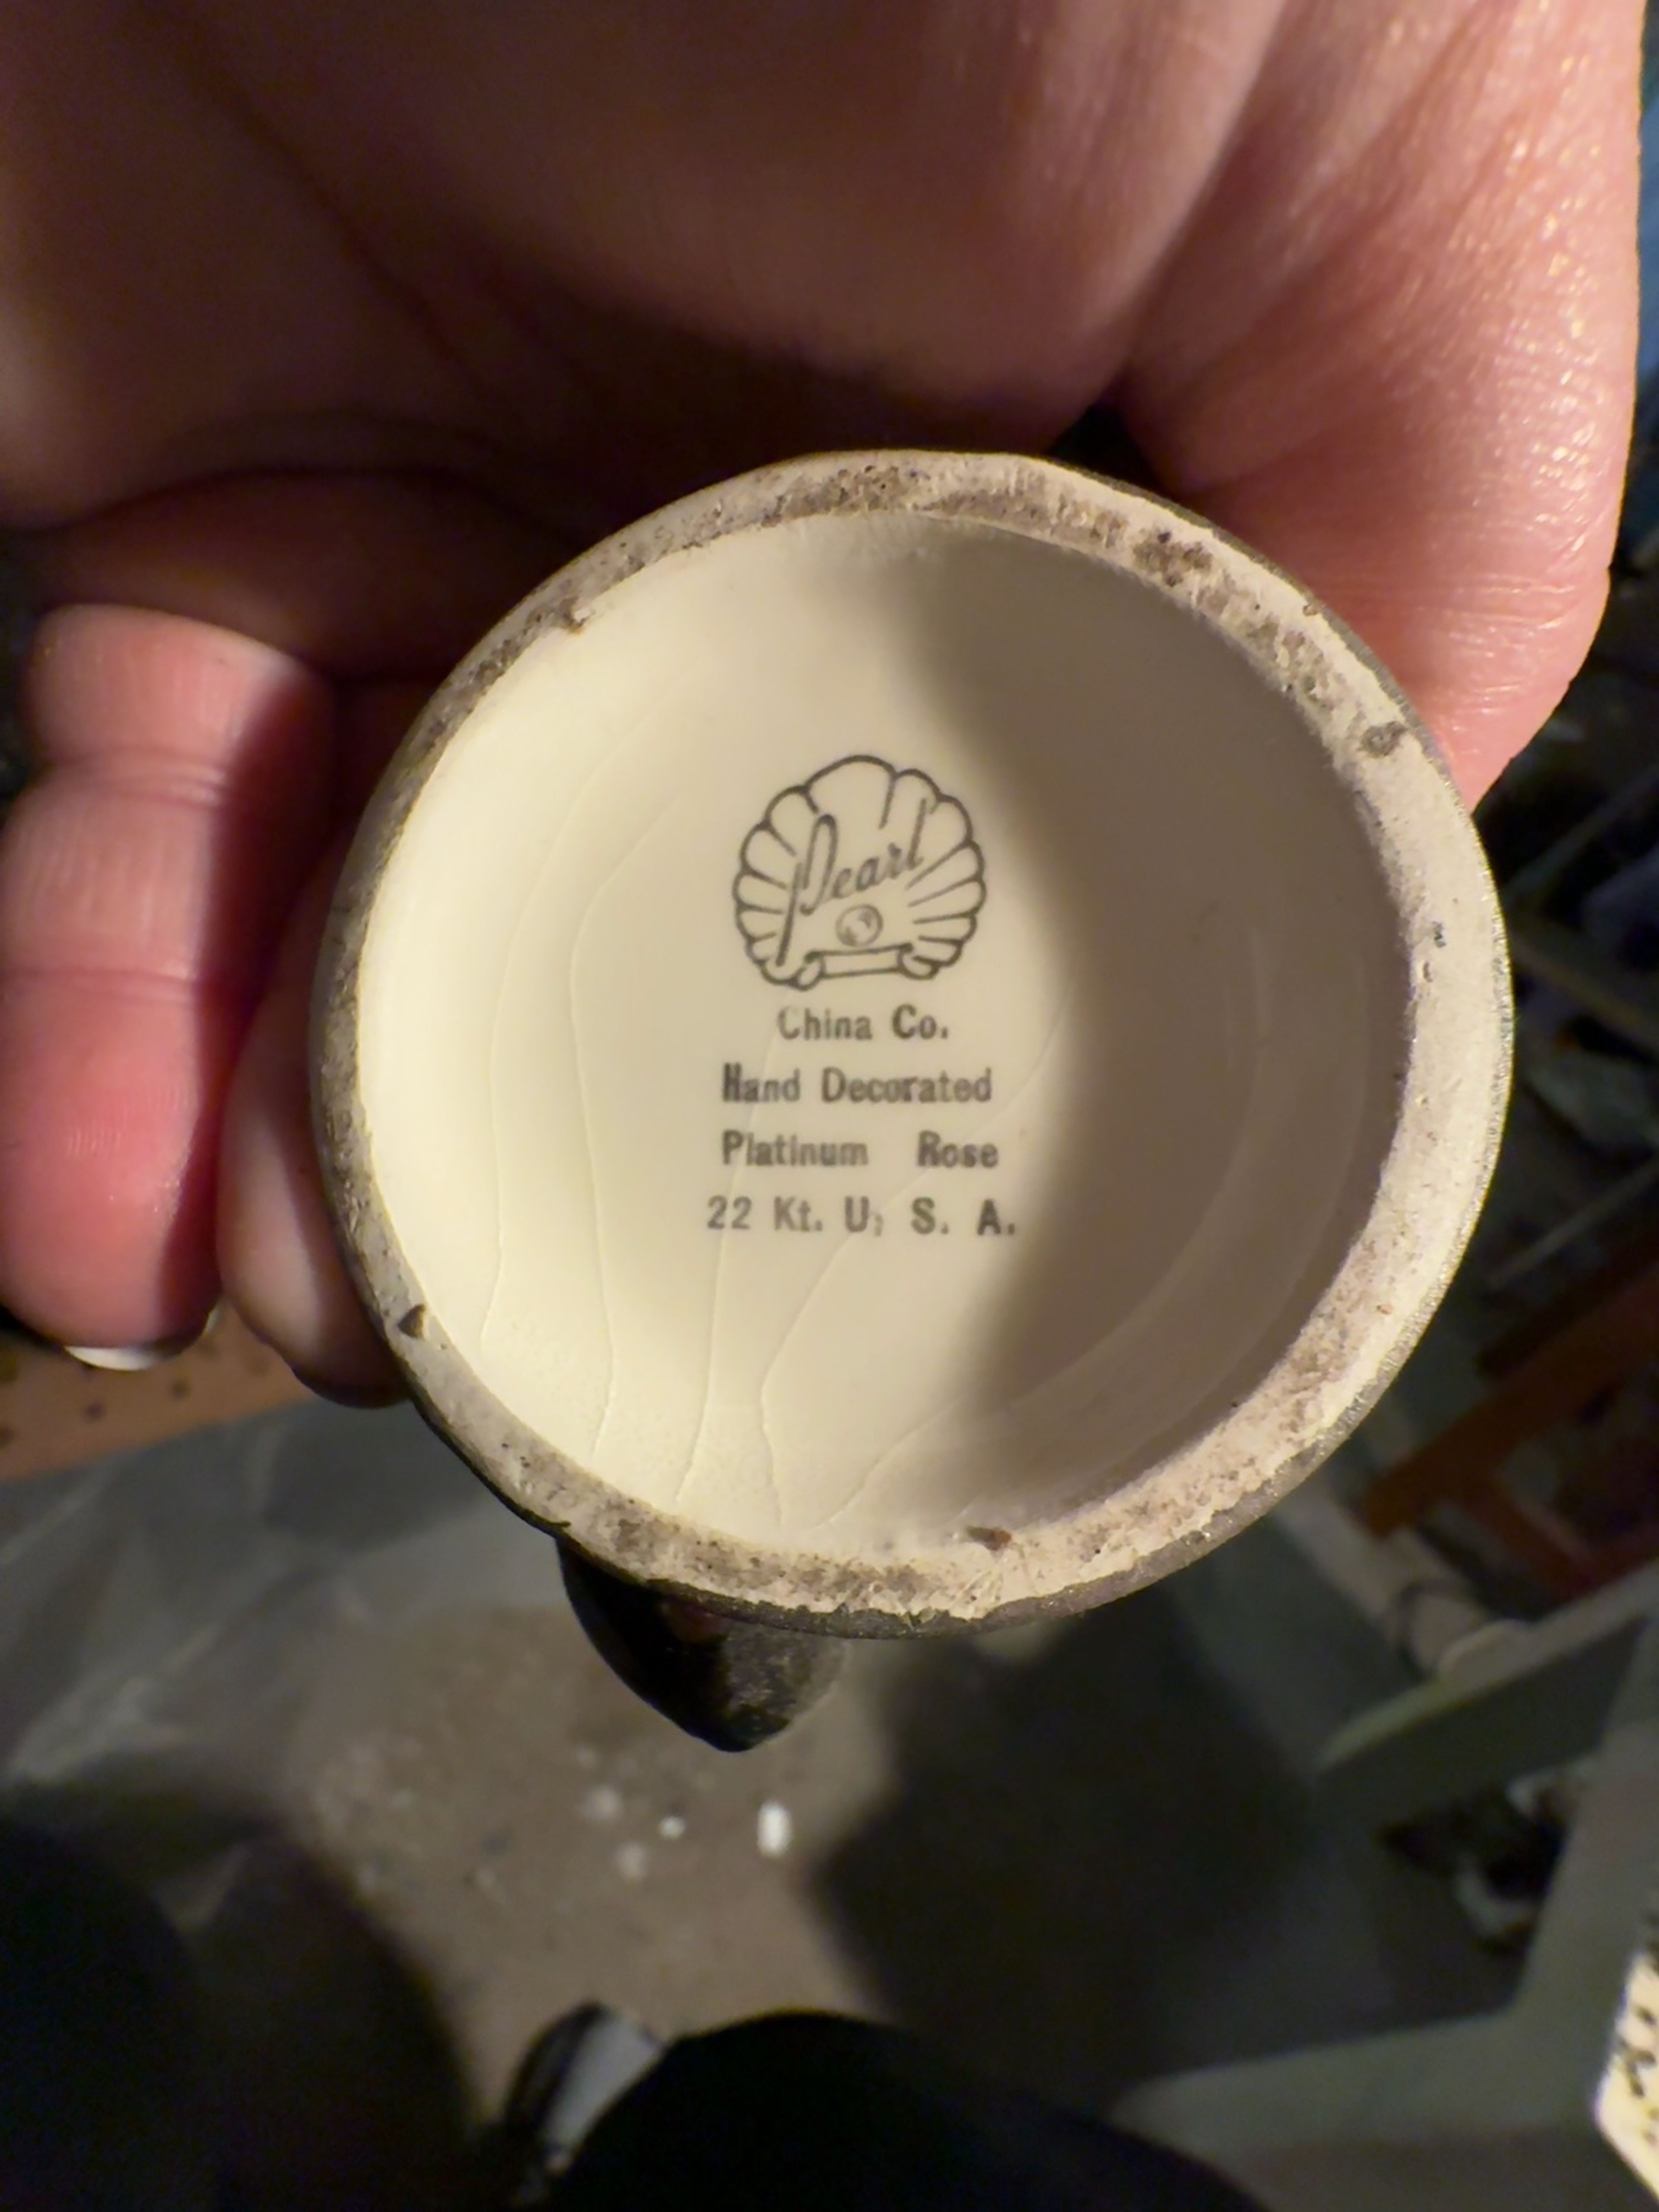 Pearl
China Co.
Hand Decorated
Platinum Rose
22 Kt. U, S. A.